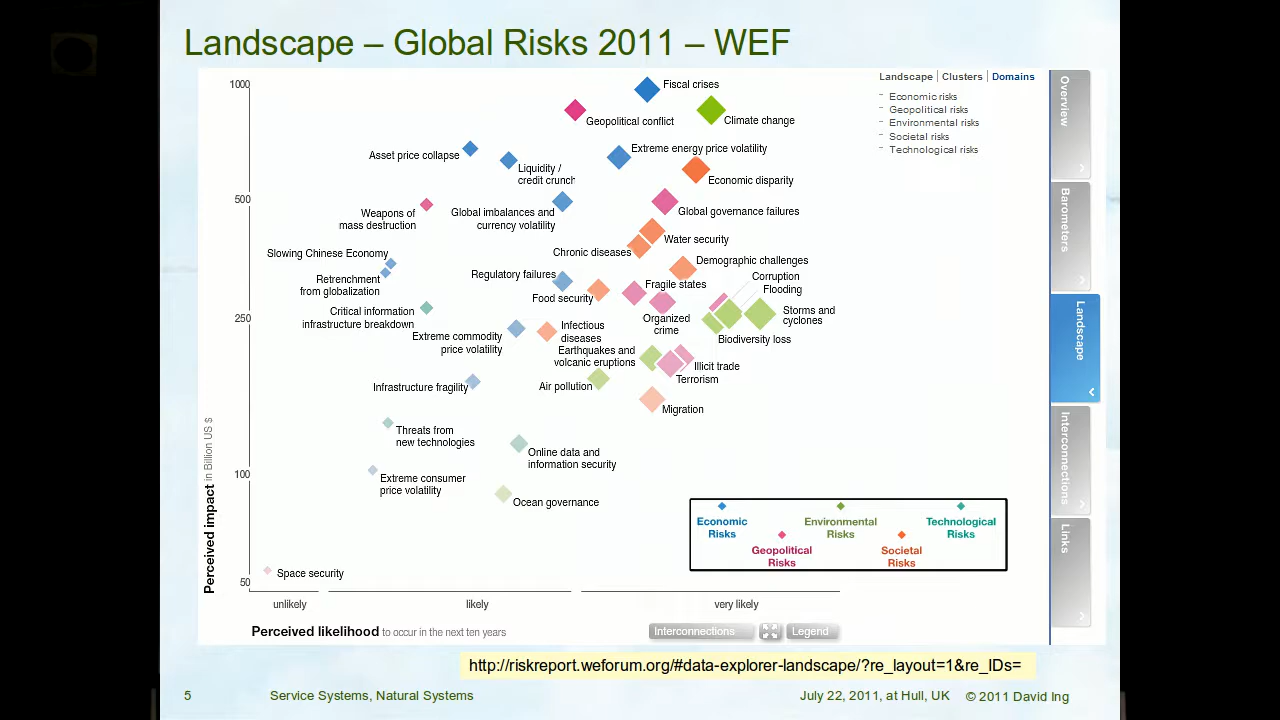 Landscape – Global Risks 2011 – WEF
1000
Fiscal crises
Geopolitical conflict
Climate change
Asset price collapse
Liquidity /
credit crunch
Extreme energy price volatility
Economic disparity
500
Weapons of
mass destruction
Global imbalances and
currency volatility
Global governance failures
Water security
Chronic diseases
Slowing Chinese Economy
Retrenchment
from globalization
Regulatory failures
Demographic challenges
Food security
Fragile states
Corruption
Flooding
250
Critical information
infrastructure breakdown
Organized
crime
Storms and
cyclones
Extreme commodity
price volatility
Infectious
diseases
Biodiversity loss
Earthquakes and
volcanic eruptions
Illicit trade
Terrorism
Infrastructure fragility
Air pollution
Migration
Threats from
new technologies
Online data and
information security
100
Extreme consumer
price volatility
Ocean governance
50
Space security
Perceived impact in Billion US $
unlikely
likely
very likely
Perceived likelihood to occur in the next ten years
Interconnections
Legend
Landscape | Clusters | Domains
Economic risks
Geopolitical risks
Environmental risks
Societal risks
Technological risks
Economic
Risks
Geopolitical
Risks
Environmental
Risks
Societal
Risks
Technological
Risks
Overview
Barometers
Landscape
Interconnections
Links
http://riskreport.weforum.org/#data-explorer-landscape/?re_layout=1&re_IDs=
5
Service Systems, Natural Systems
July 22, 2011, at Hull, UK
© 2011 David Ing